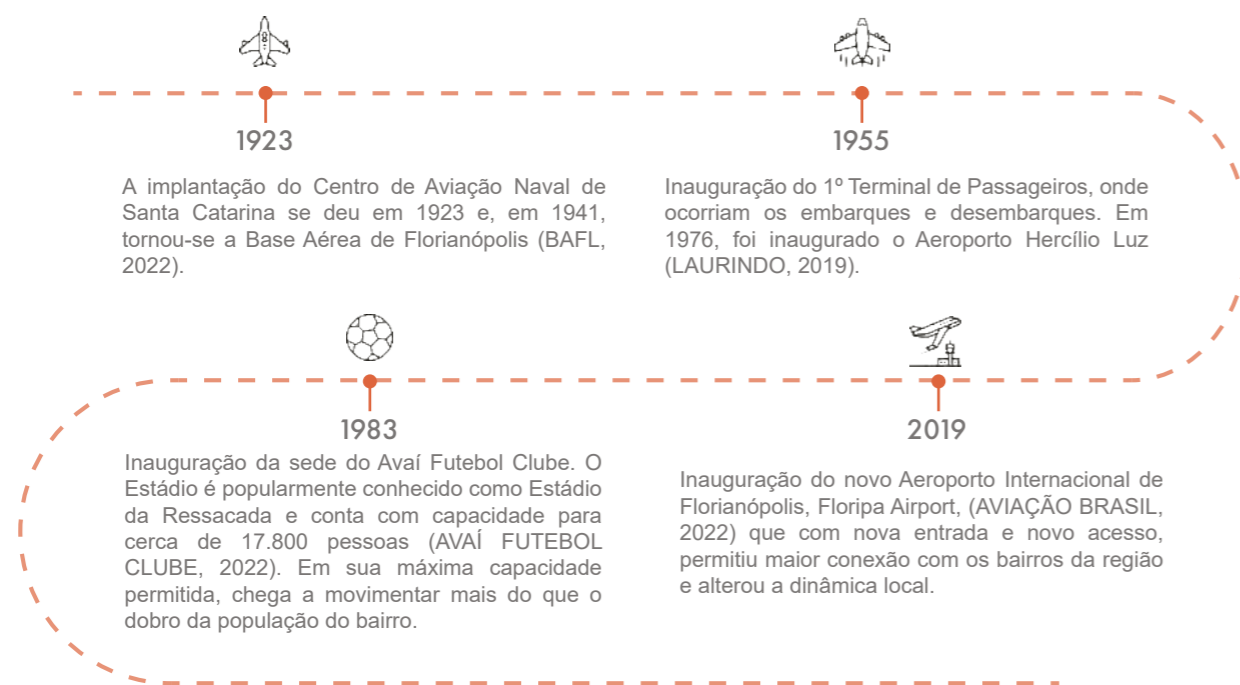 1923
A implantação do Centro de Aviação Naval de
Santa Catarina se deu em 1923 e, em 1941,
tornou-se a Base Aérea de Florianópolis (BAFL,
2022).
1955
Inauguração do 1º Terminal de Passageiros, onde
ocorriam os embarques e desembarques. Em
1976, foi inaugurado o Aeroporto Hercílio Luz
(LAURINDO, 2019).
1983
Inauguração da sede do Avaí Futebol Clube. O
Estádio é popularmente conhecido como Estádio
da Ressacada e conta com capacidade para
cerca de 17.800 pessoas (AVAÍ FUTEBOL
CLUBE, 2022). Em sua máxima capacidade
permitida, chega a movimentar mais do que o
dobro da população do bairro.
2019
Inauguração do novo Aeroporto Internacional de
Florianópolis, Floripa Airport, (AVIAÇÃO BRASIL,
2022) que com nova entrada e novo acesso,
permitiu maior conexão com os bairros da região
e alterou a dinâmica local.